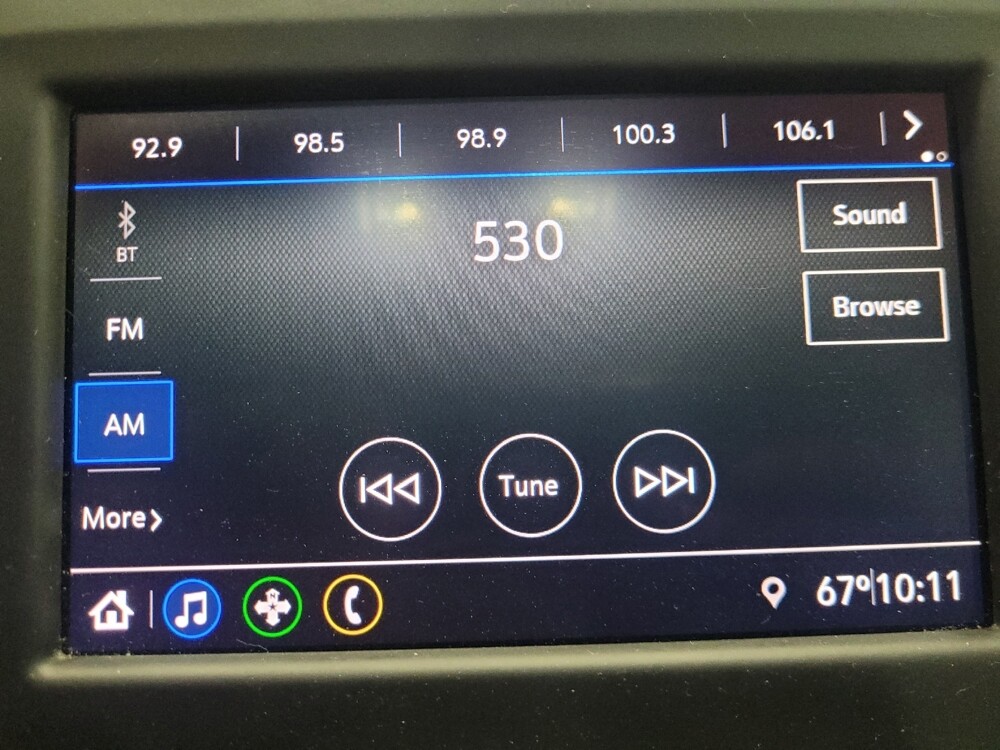 92.9 98.5 98.9 100.3 106.1
BT
530
Sound
FM
Browse
AM
Tune
More
67° 10:11